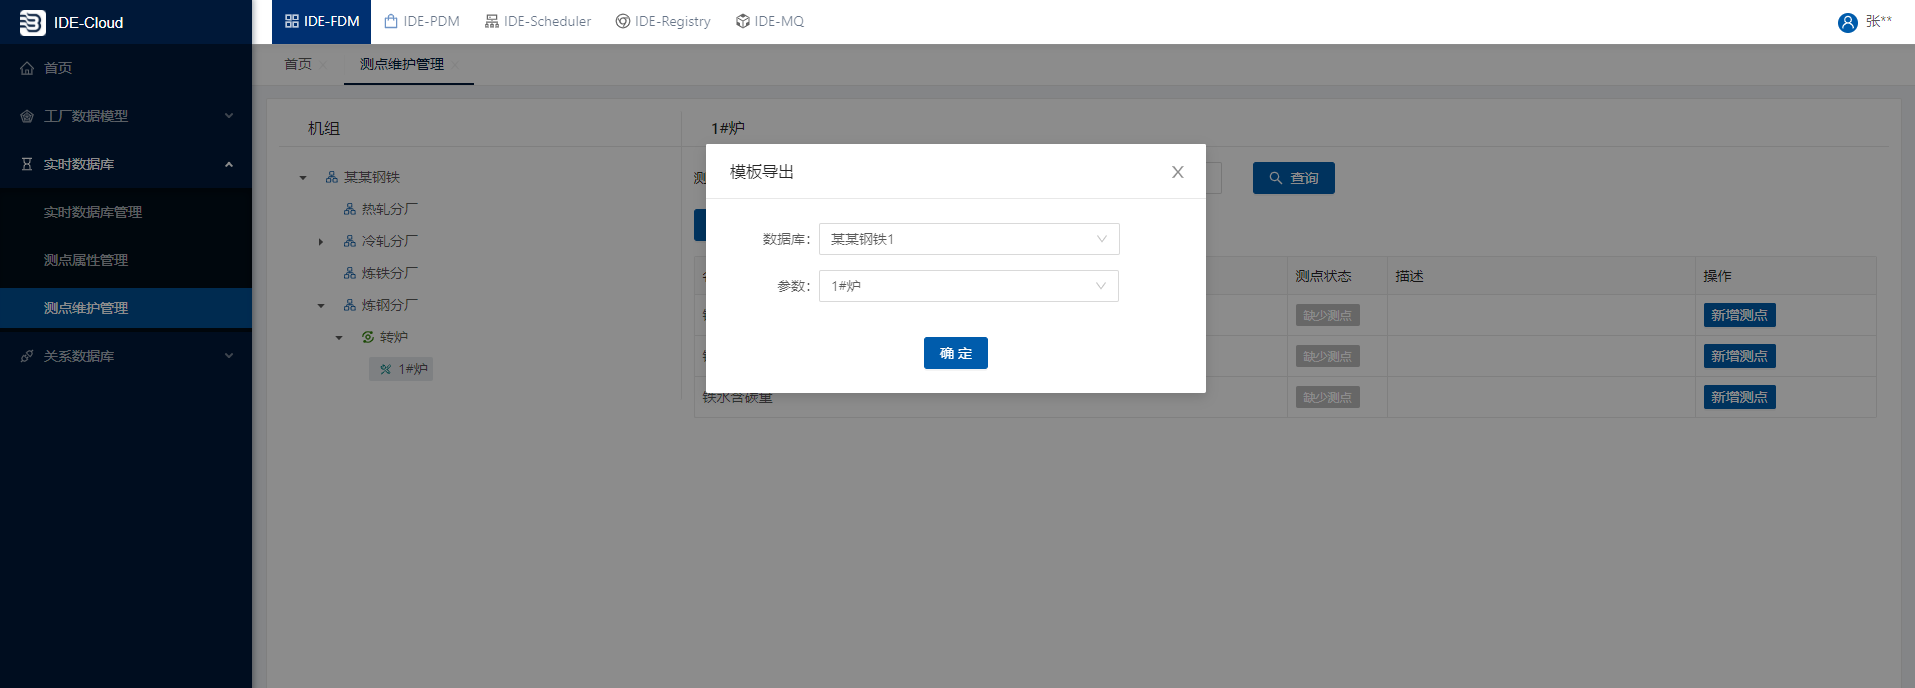 IDE-Cloud
IDE-FDM
IDE-PDM
IDE-Scheduler
IDE-Registry
IDE-MQ
张**
首页
工厂数据模型
实时数据库
实时数据库管理
测点属性管理
测点维护管理
关系数据库
首页
测点维护管理
机组
某某钢铁
热轧分厂
冷轧分厂
炼铁分厂
炼钢分厂
转炉
1#炉
1#炉
查询
测点状态 描述 操作
缺少测点 新增测点
缺少测点 新增测点
铁水含碳量 缺少测点 新增测点
模板导出
数据库: 某某钢铁1
参数: 1#炉
确 定